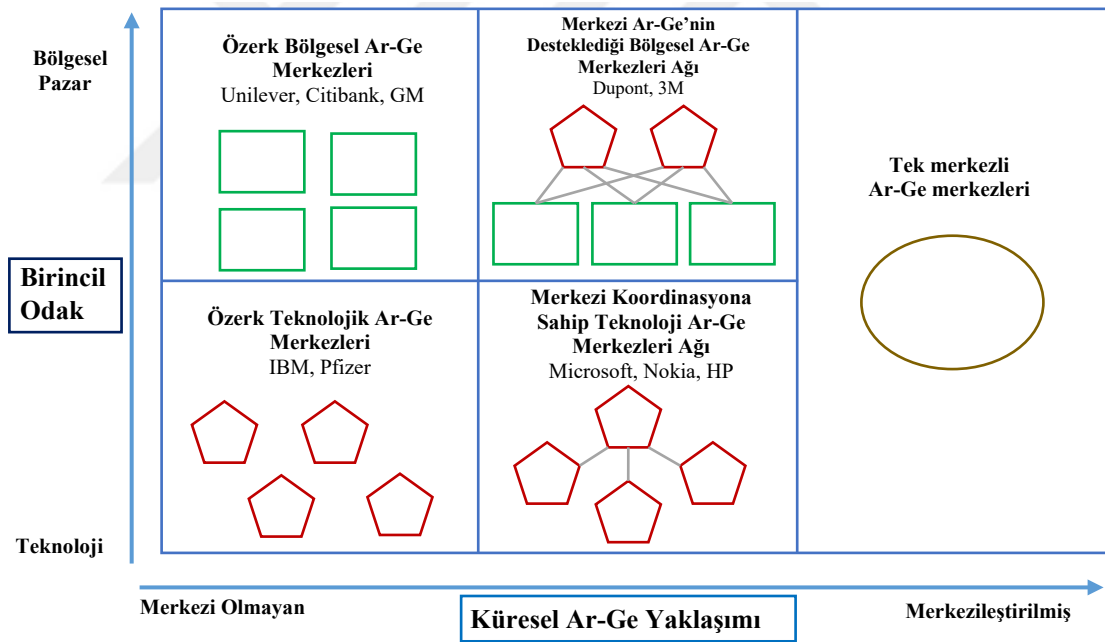 Bölgesel
Pazar
Özerk Bölgesel Ar-Ge
Merkezleri
Unilever, Citibank, GM
Merkezi Ar-Ge’nin
Desteklediği Bölgesel Ar-Ge
Merkezleri Ağı
Dupont, 3M
Tek merkezli
Ar-Ge merkezleri
Birincil
Odak
Özerk Teknolojik Ar-Ge
Merkezleri
IBM, Pfizer
Merkezi Koordinasyona
Sahip Teknoloji Ar-Ge
Merkezleri Ağı
Microsoft, Nokia, HP
Teknoloji
Merkezi Olmayan
Küresel Ar-Ge Yaklaşımı
Merkezileştirilmiş